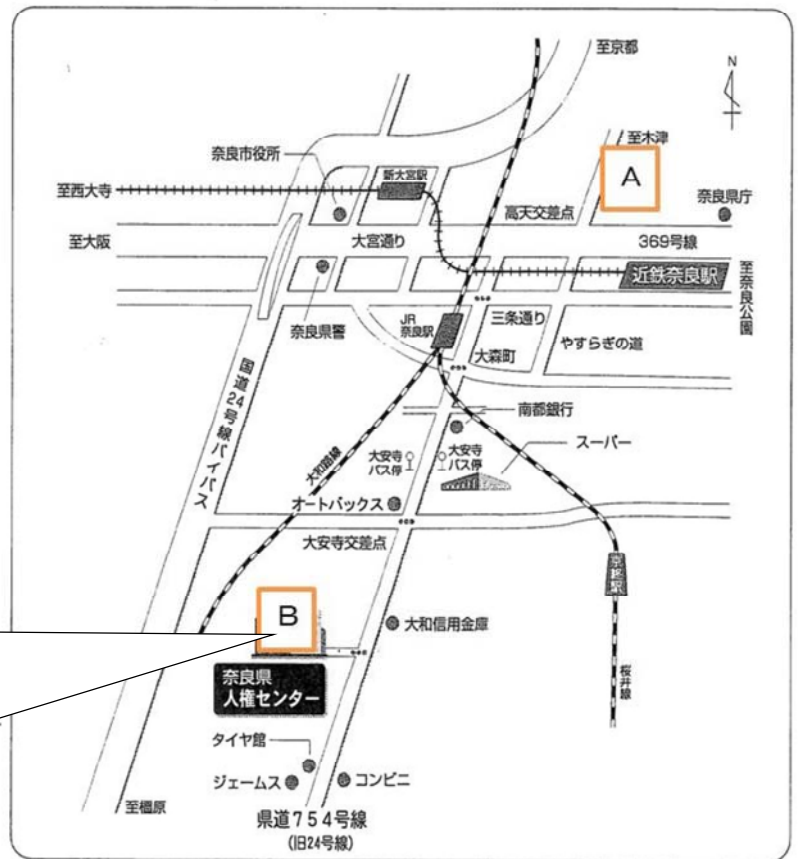 至京都
N
至木津
A
奈良市役所
新大宮駅
至西大寺
高天交差点
奈良県庁
至大阪
大宮通り
369号線
近鉄奈良駅
至奈良公園
奈良県警
JR
奈良駅
三条通り
大森町
やすらぎの道
国道24号線バイパス
南都銀行
大和路線
大安寺
バス停
大安寺
バス停
スーパー
オートバックス
大安寺交差点
京終駅
B
大和信用金庫
奈良県
人権センター
桜井線
タイヤ館
ジェームス
コンビニ
至橿原
県道754号線
(旧24号線)